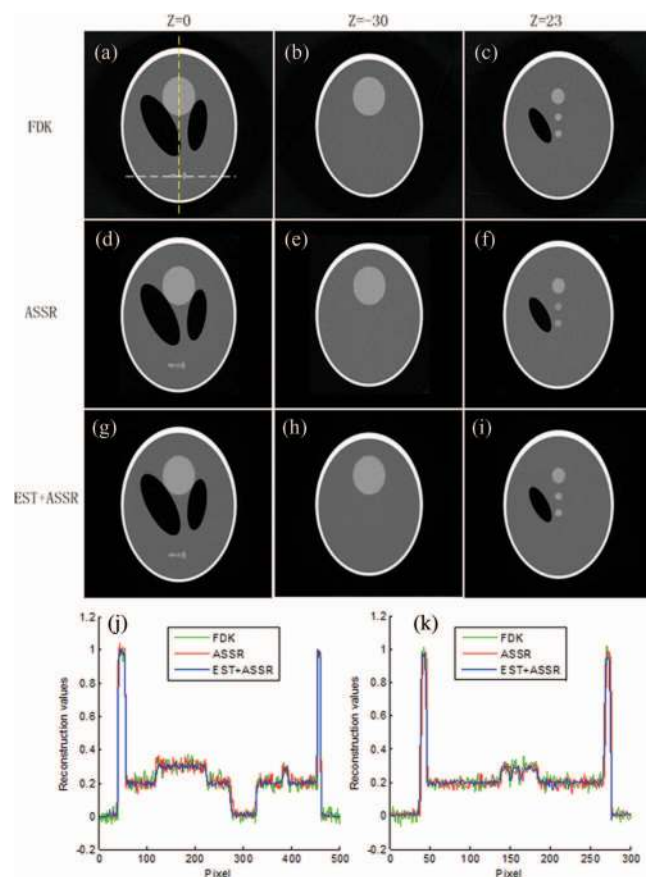 Z=0 Z=-30 Z=23
(a) (b) (c)
FDK
(d) (e) (f)
ASSR
(g) (h) (i)
EST+ASSR
(j)
1.2
1
0.8
0.6
0.4
0.2
0
-0.2
Reconstruction values
FDK
ASSR
EST+ASSR
0 100 200 300 400 500
Pixel
(k)
1.2
1
0.8
0.6
0.4
0.2
0
-0.2
Reconstruction values
FDK
ASSR
EST+ASSR
0 50 100 150 200 250 300
Pixel